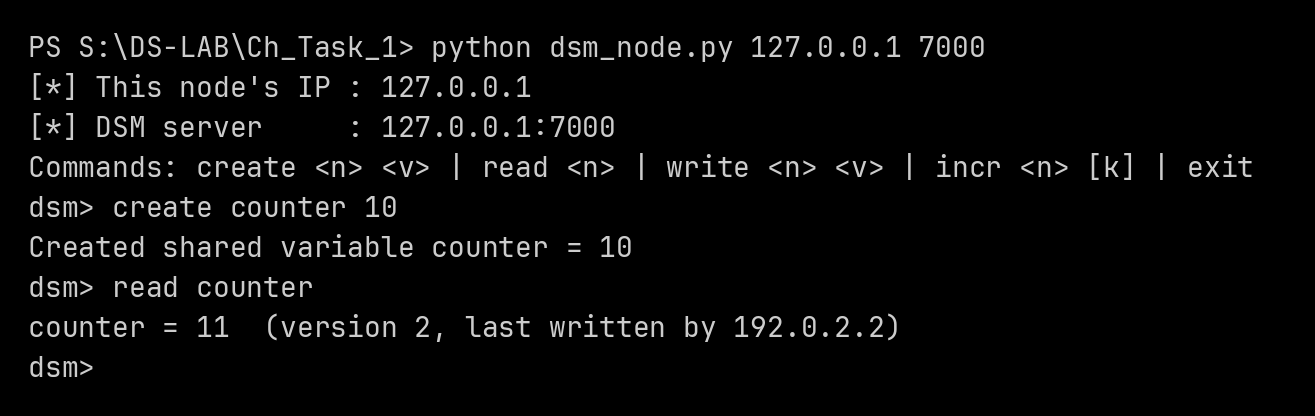 PS S:\DS-LAB\Ch_Task_1> python dsm_node.py 127.0.0.1 7000
[*] This node's IP : 127.0.0.1
[*] DSM server     : 127.0.0.1:7000
Commands: create <n> <v> | read <n> | write <n> <v> | incr <n> [k] | exit
dsm> create counter 10
Created shared variable counter = 10
dsm> read counter
counter = 11  (version 2, last written by 192.0.2.2)
dsm>